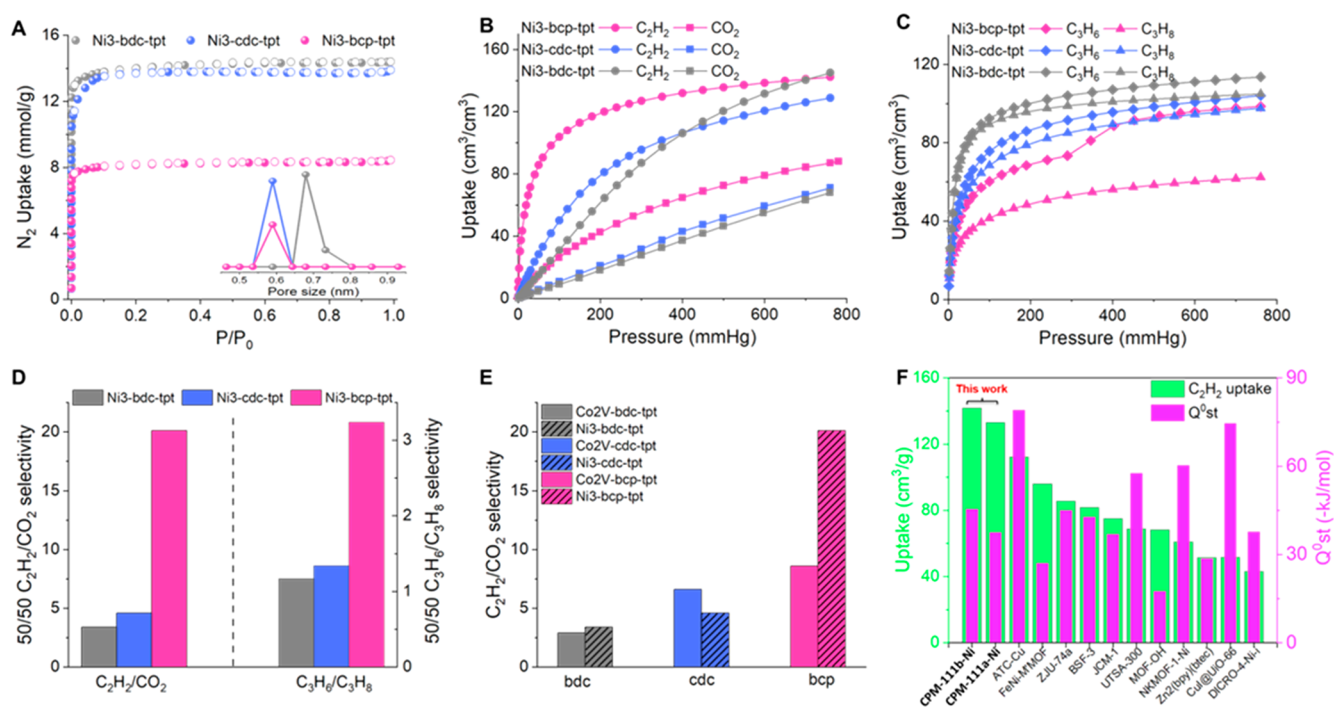 A
Ni3-bdc-tpt Ni3-cdc-tpt Ni3-bcp-tpt
N2 Uptake (mmol/g)
16
12
8
4
0
0.5 0.6 0.7 0.8 0.9
Pore size (nm)
0.0 0.2 0.4 0.6 0.8 1.0
P/P0
B
Ni3-bcp-tpt C2H2 CO2
Ni3-cdc-tpt C2H2 CO2
Ni3-bdc-tpt C2H2 CO2
Uptake (cm3/cm3)
160
120
80
40
0
0 200 400 600 800
Pressure (mmHg)
C
Ni3-bcp-tpt C3H6 C3H8
Ni3-cdc-tpt C3H6 C3H8
Ni3-bdc-tpt C3H6 C3H8
Uptake (cm3/cm3)
120
80
40
0
0 200 400 600 800
Pressure (mmHg)
D
Ni3-bdc-tpt Ni3-cdc-tpt Ni3-bcp-tpt
50/50 C2H2/CO2 selectivity
20
15
10
5
0
C2H2/CO2 C3H6/C3H8
3
2
1
0
50/50 C3H6/C3H8 selectivity
E
Co2V-bdc-tpt
Ni3-bdc-tpt
Co2V-cdc-tpt
Ni3-cdc-tpt
Co2V-bcp-tpt
Ni3-bcp-tpt
C2H2/CO2 selectivity
20
15
10
5
0
bdc cdc bcp
F
This work
C2H2 uptake
Q0st
Uptake (cm3/g)
160
120
80
40
0
90
60
30
0
Q0st (-kJ/mol)
CPM-111b-Ni
CPM-111a-Ni
ATC-Cu
FeNi-M'MOF
ZJU-74a
BSF-3
JCM-1
UTSA-300
MOF-OH
NKMOF-1-Ni
Zn2(bpy)(btec)
CuI@UiO-66
DICRO-4-Ni-i